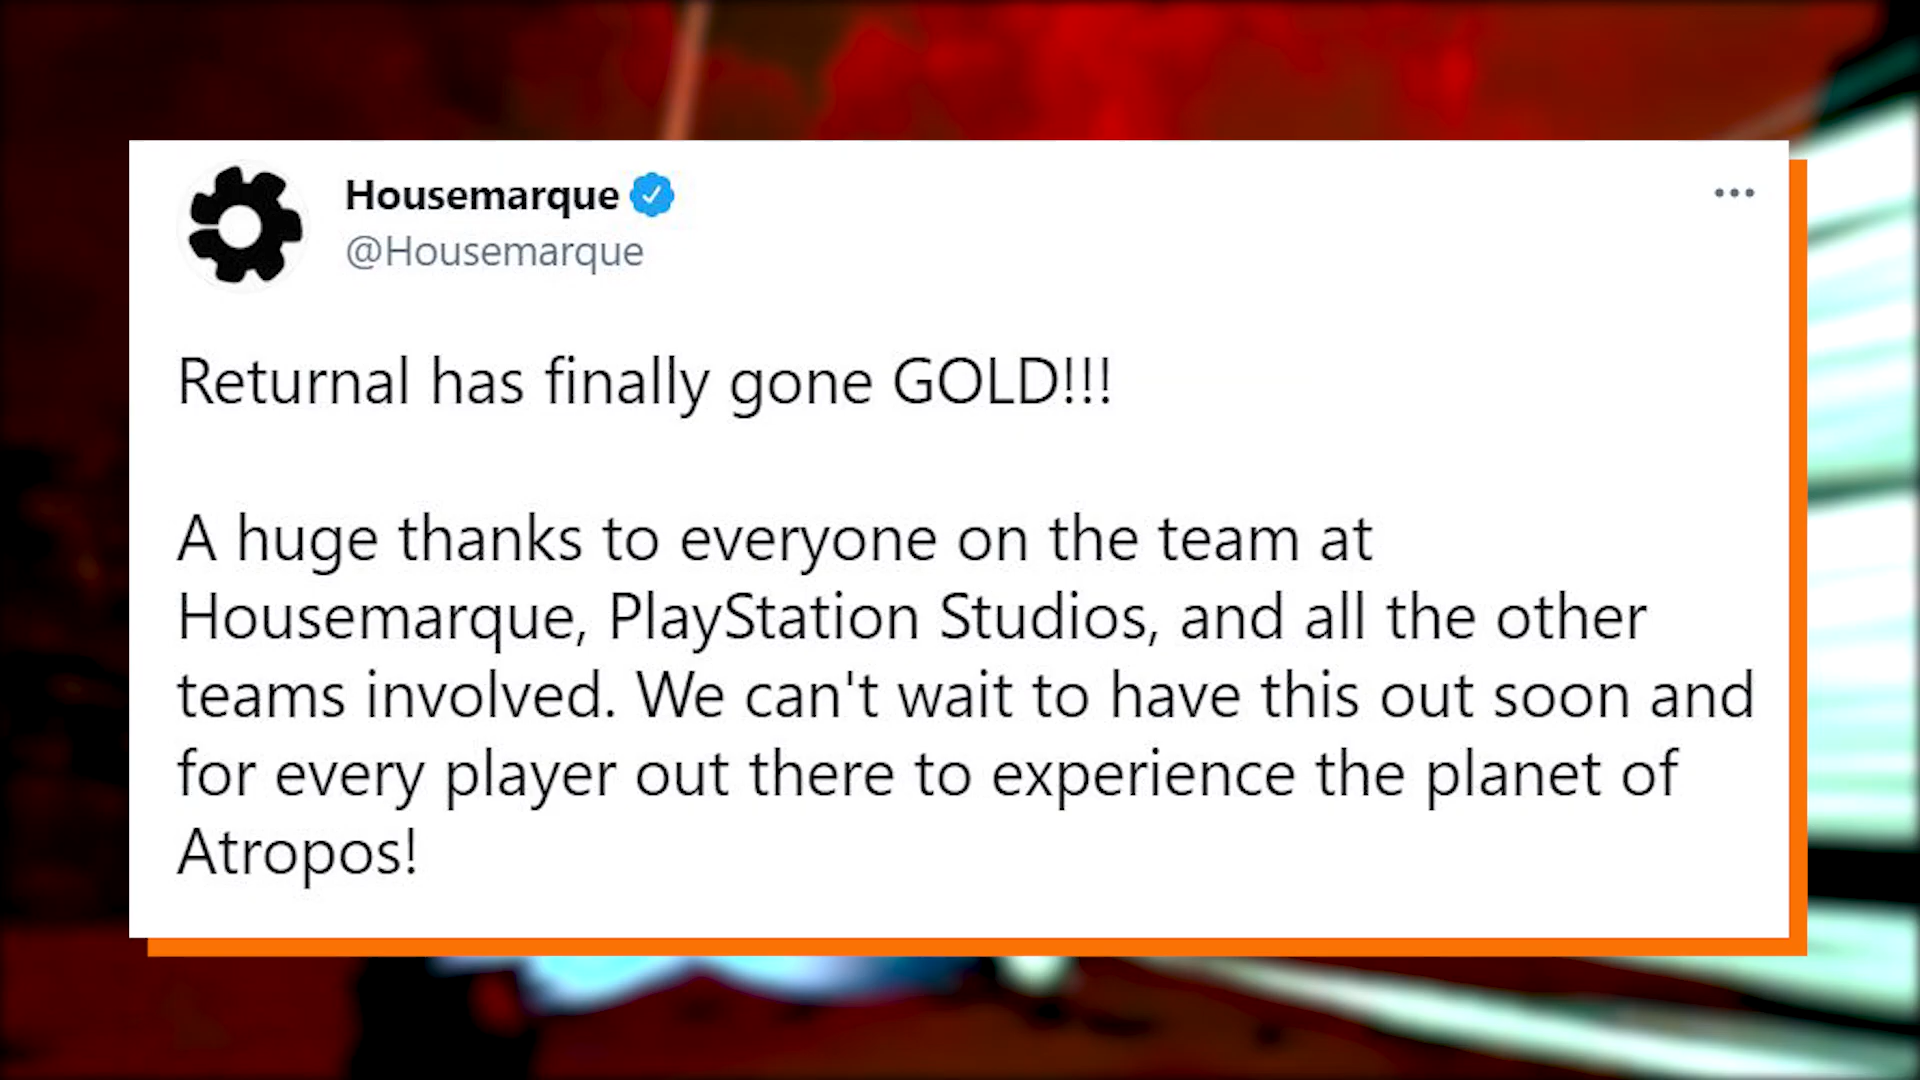 Housemarque
@Housemarque
Returnal has finally gone GOLD!!!
A huge thanks to everyone on the team at
Housemarque, PlayStation Studios, and all the other
teams involved. We can't wait to have this out soon and
for every player out there to experience the planet of
Atropos!